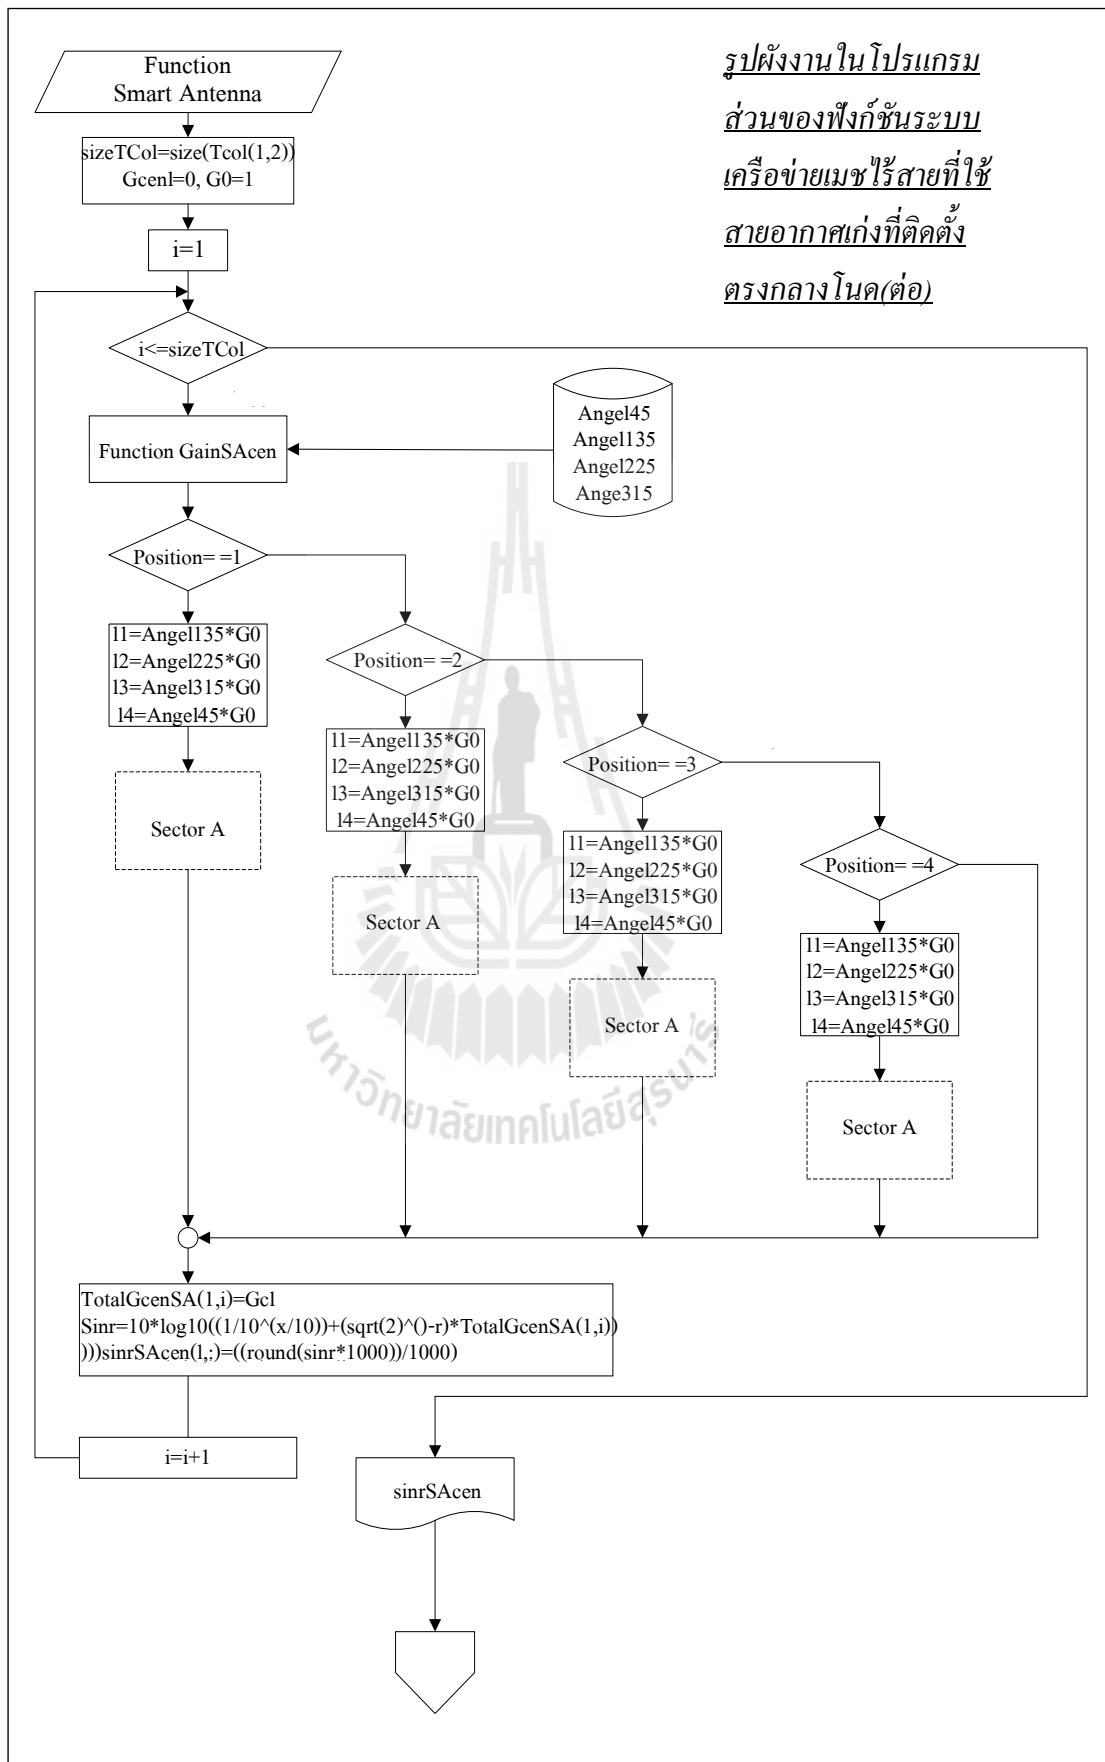 Function
Smart Antenna
รูปผังงานในโปรแกรม
ส่วนของฟังก์ชันระบบ
เครือข่ายเมชไร้สายที่ใช้
สายอากาศเก่งที่ติดตั้ง
ตรงกลางโนด(ต่อ)
sizeTCol=size(Tcol(1,2))
Gcenl=0, G0=1
i=1
i<=sizeTCol
Function GainSAcen
Angel45
Angel135
Angel225
Ange315
Position= =1
l1=Angel135*G0
l2=Angel225*G0
l3=Angel315*G0
l4=Angel45*G0
Sector A
Position= =2
l1=Angel135*G0
l2=Angel225*G0
l3=Angel315*G0
l4=Angel45*G0
Sector A
Position= =3
l1=Angel135*G0
l2=Angel225*G0
l3=Angel315*G0
l4=Angel45*G0
Sector A
Position= =4
l1=Angel135*G0
l2=Angel225*G0
l3=Angel315*G0
l4=Angel45*G0
Sector A
มหาวิทยาลัยเทคโนโลยีสุรนารี
TotalGcenSA(1,i)=Gcl
Sinr=10*log10((1/10^(x/10))+(sqrt(2)^()-r)*TotalGcenSA(1,i))
)))sinrSAcen(l,:)=((round(sinr*1000))/1000)
i=i+1
sinrSAcen